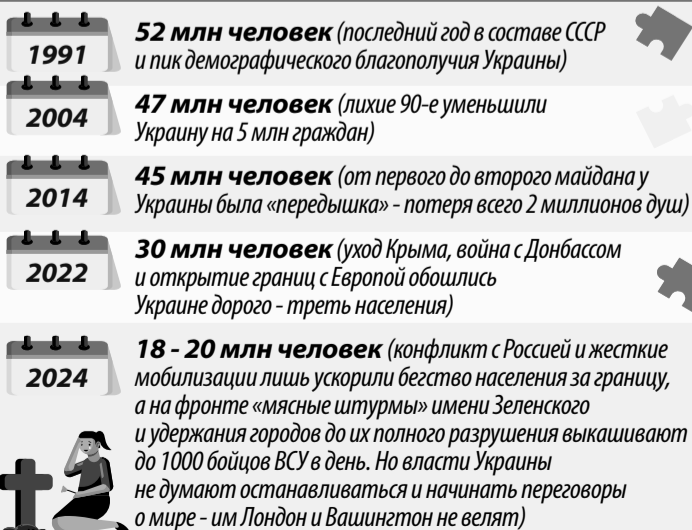 1991
52 млн человек (последний год в составе СССР
и пик демографического благополучия Украины)
2004
47 млн человек (лихие 90-е уменьшили
Украину на 5 млн граждан)
2014
45 млн человек (от первого до второго майдана у
Украины была «передышка» - потеря всего 2 миллионов душ)
2022
30 млн человек (уход Крыма, война с Донбассом
и открытие границ с Европой обошлись
Украине дорого - треть населения)
2024
18 - 20 млн человек (конфликт с Россией и жесткие
мобилизации лишь ускорили бегство населения за границу,
а на фронте «мясные штурмы» имени Зеленского
и удержания городов до их полного разрушения выкашивают
до 1000 бойцов ВСУ в день. Но власти Украины
не думают останавливаться и начинать переговоры
о мире - им Лондон и Вашингтон не велят)